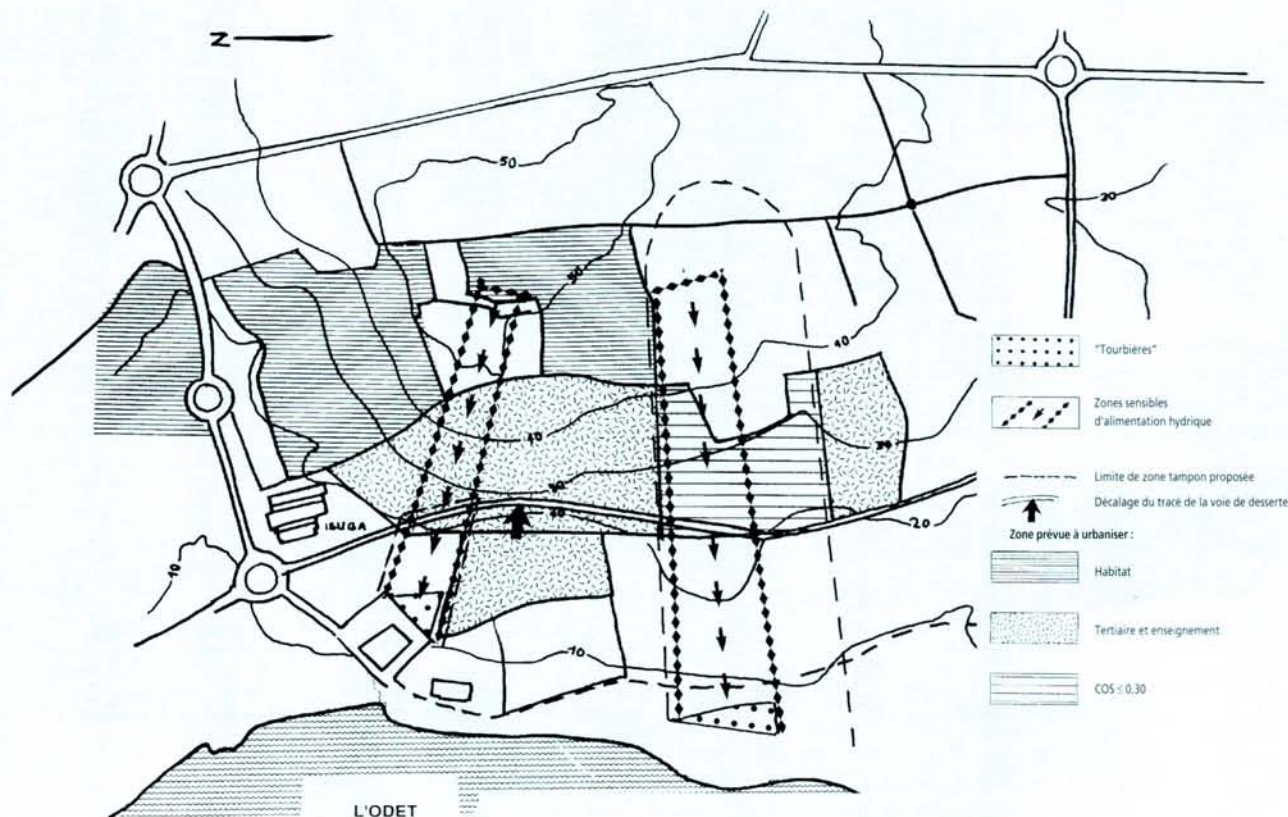 N
50
20
50
40
40
30
30
20
20
10
10
IBUGA
L'ODET
"Tourbières"
Zones sensibles
d'alimentation hydrique
Limite de zone tampon proposée
Décalage du tracé de la voie de desserte
Zone prévue à urbaniser :
Habitat
Tertiaire et enseignement
COS ≤ 0,30